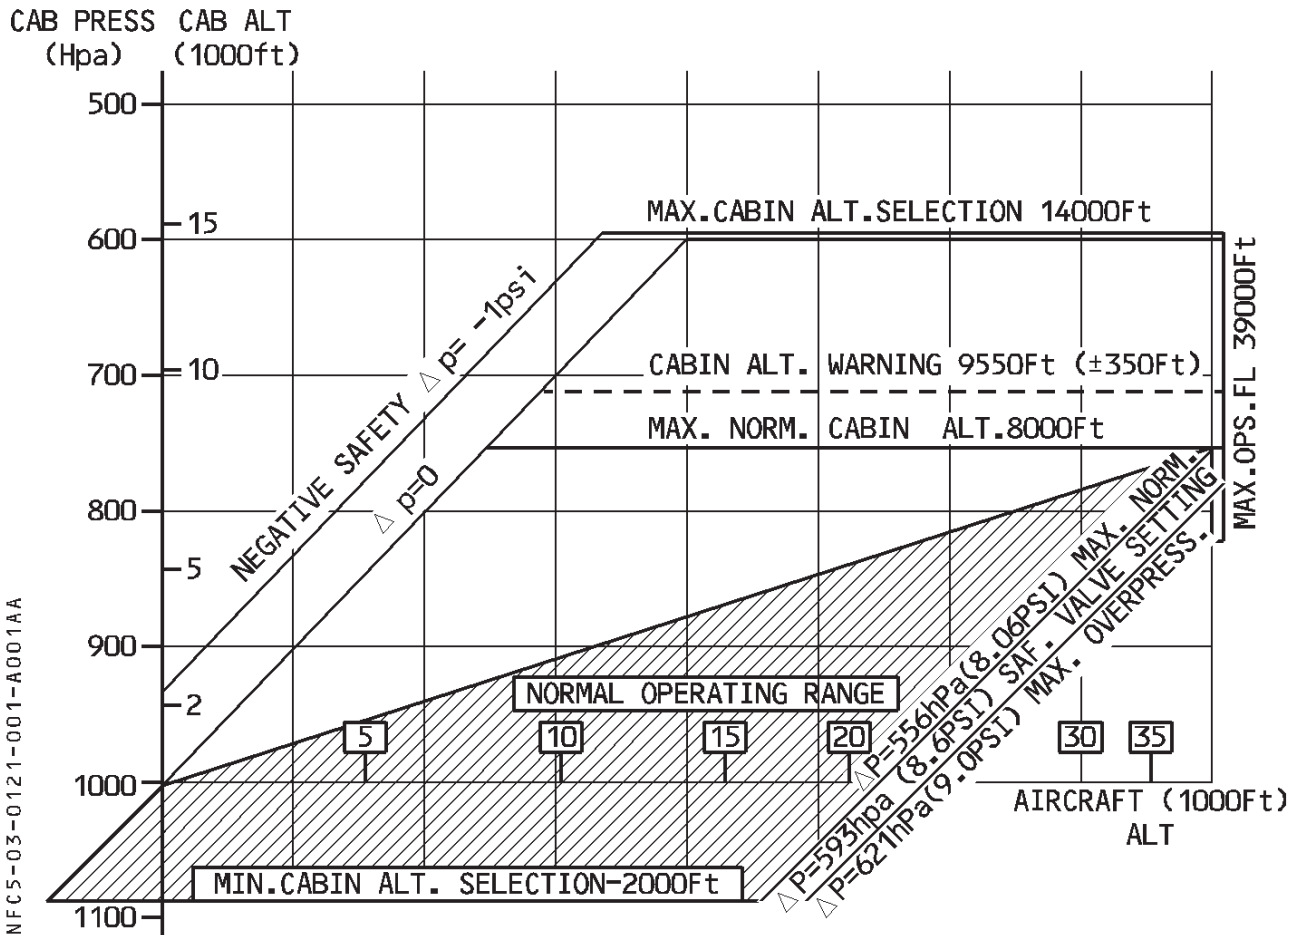 CAB PRESS CAB ALT
(Hpa) (1000ft)
500
15
MAX.CABIN ALT.SELECTION 14000Ft
600
NEGATIVE SAFETY △ p= -1psi
MAX.OPS.FL 39000Ft
CABIN ALT. WARNING 9550Ft (±350Ft)
10
700
MAX. NORM. CABIN ALT.8000Ft
△ p=0
800
5
900
2
NORMAL OPERATING RANGE
5 10 15 20 30 35
1000
△P=556hPa(8.06PSI) MAX. NORM.
△P=593hpa (8.6PSI) SAF. VALVE SETTING
△P=621hPa(9.0PSI) MAX. OVERPRESS.
AIRCRAFT (1000Ft)
ALT
MIN.CABIN ALT. SELECTION-2000Ft
1100
NFC5-03-0121-001-A001AA